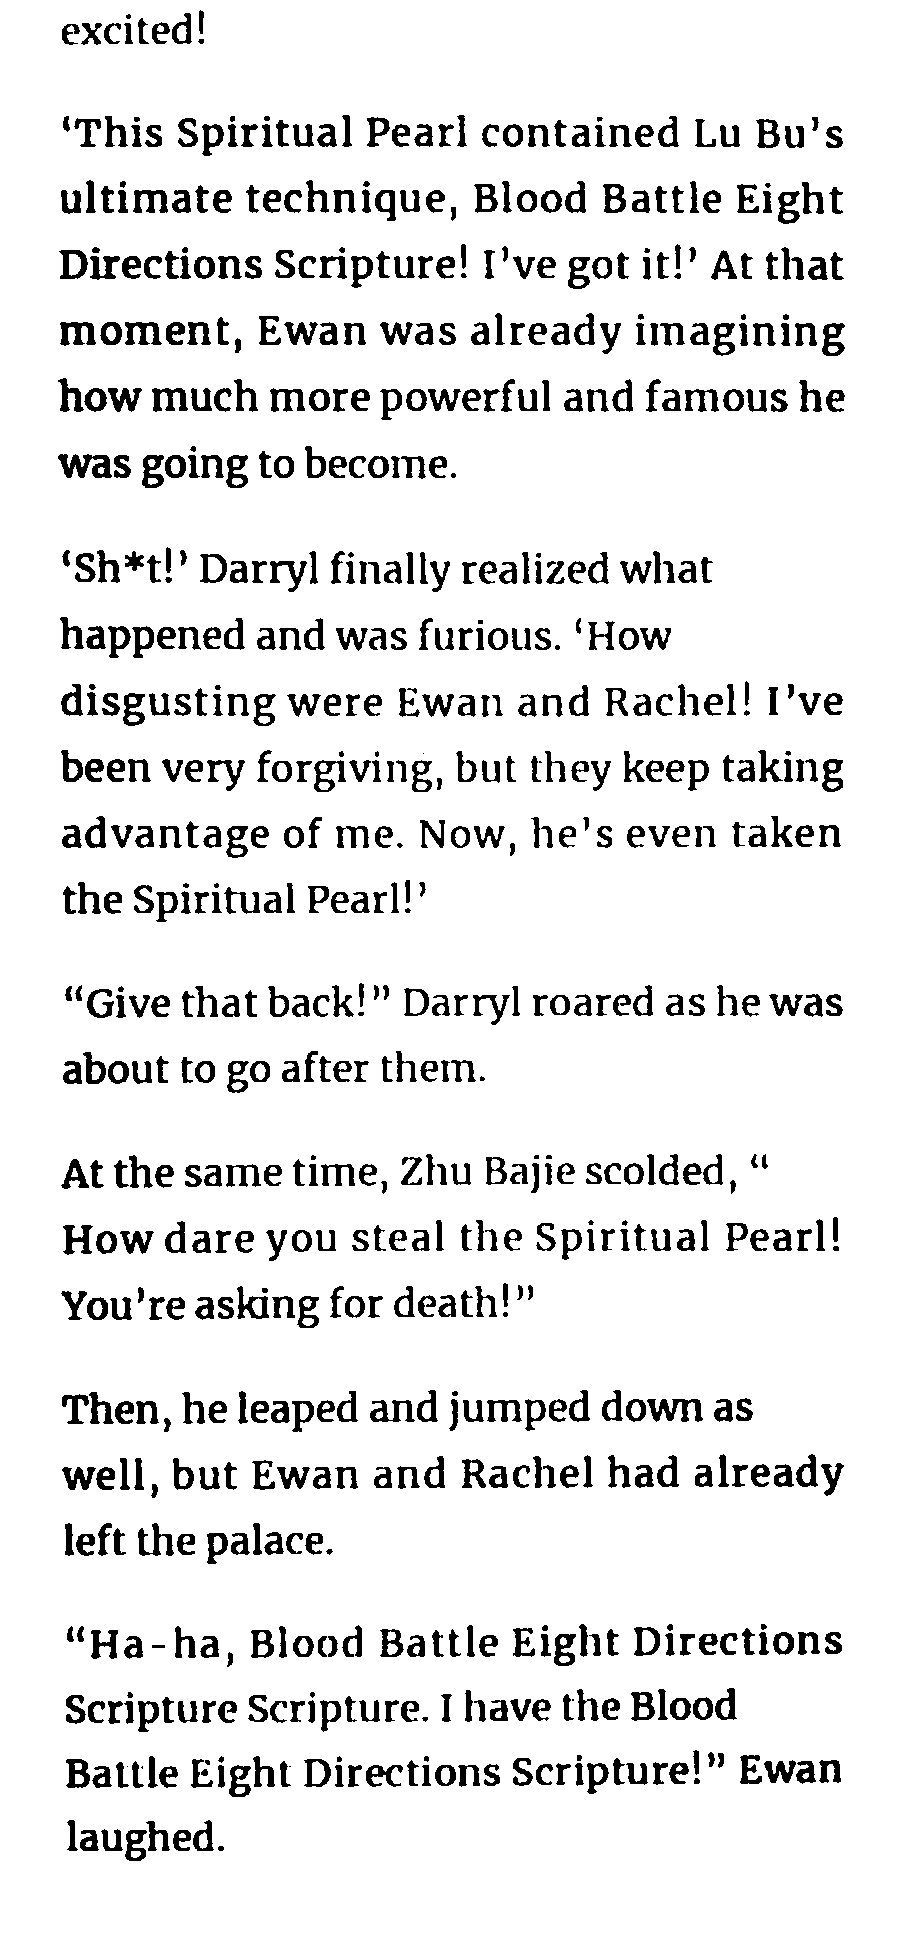 excited!
‘This Spiritual Pearl contained Lu Bu’s
ultimate technique, Blood Battle Eight
Directions Scripture! I’ve got it!’ At that
moment, Ewan was already imagining
how much more powerful and famous he
was going to become.
‘Sh*t!’ Darryl finally realized what
happened and was furious. ‘How
disgusting were Ewan and Rachel! I’ve
been very forgiving, but they keep taking
advantage of me. Now, he’s even taken
the Spiritual Pearl!’
“Give that back!” Darryl roared as he was
about to go after them.
At the same time, Zhu Bajie scolded, “
How dare you steal the Spiritual Pearl!
You’re asking for death!”
Then, he leaped and jumped down as
well, but Ewan and Rachel had already
left the palace.
“Ha-ha, Blood Battle Eight Directions
Scripture Scripture. I have the Blood
Battle Eight Directions Scripture!” Ewan
laughed.